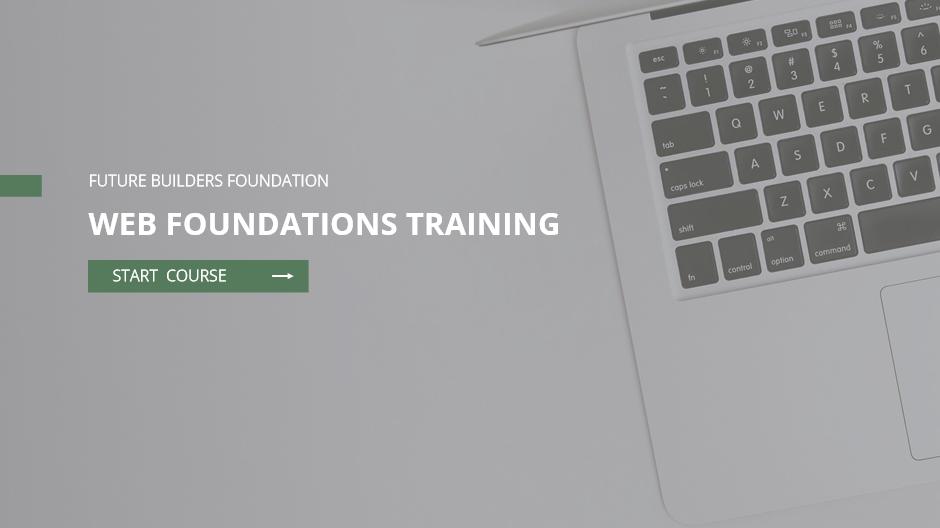 FUTURE BUILDERS FOUNDATION
WEB FOUNDATIONS TRAINING
START COURSE
esc F1 F2 F3 F4 F5
~ ` ! 1 @ 2 # 3 $ 4 % 5 ^ 6
tab Q W E R T
caps lock A S D F G
shift Z X C V
fn control alt option ⌘ command